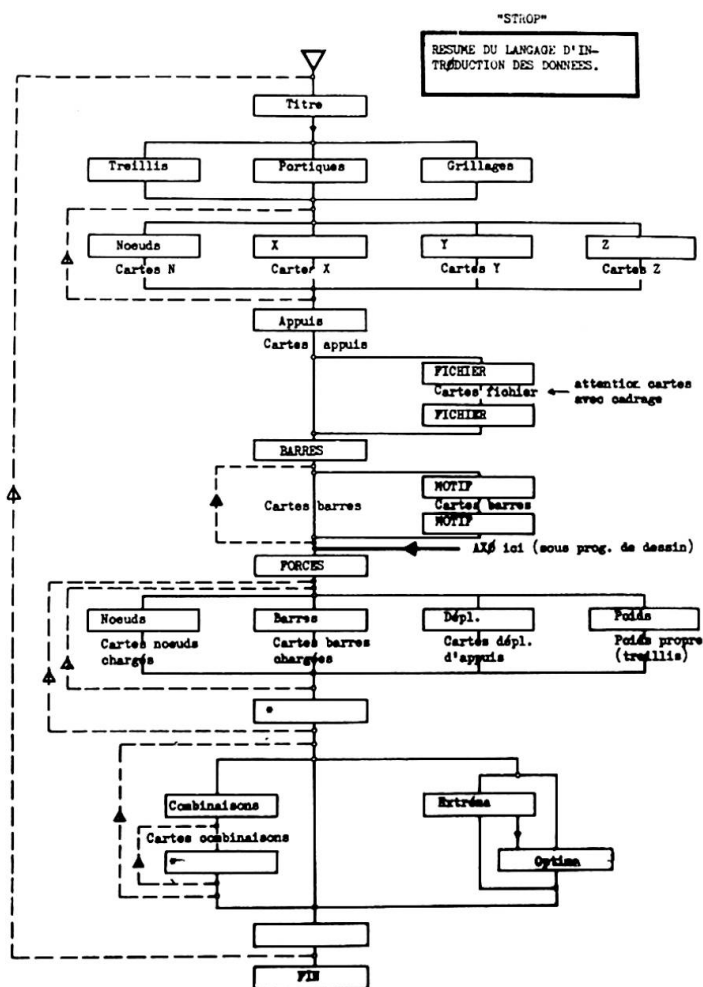 "STROP"
RESUME DU LANGAGE D'IN-
TRØDUCTION DES DONNEES.
Titre
Treillis Portiques Grillages
Noeuds X Y Z
Cartes N Cartes X Cartes Y Cartes Z
Appuis
Cartes appuis
FICHIER
Cartes fichier
attention cartes
avec cadrage
FICHIER
BARRES
MOTIF
Cartes barres Cartes barres
MOTIF
AXØ ici (sous prog. de dessin)
FORCES
Noeuds Barres Dépl. Poids
Cartes noeuds Cartes barres Cartes dépl. Poids propre
chargés chargées d'appuis (treillis)
*
Combinaisons Extréma
Cartes combinaisons
Optima
FIN